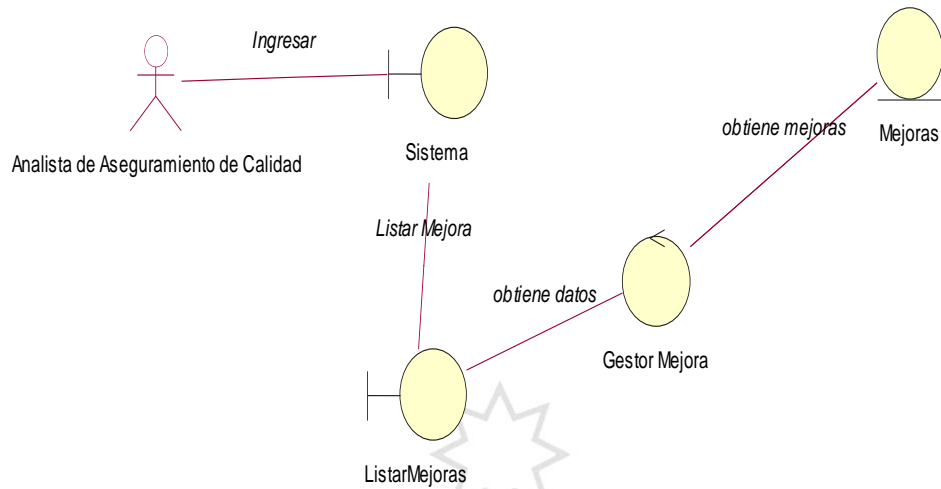 Ingresar
Analista de Aseguramiento de Calidad
Sistema
obtiene mejoras
Mejoras
Listar Mejora
obtiene datos
Gestor Mejora
ListarMejoras